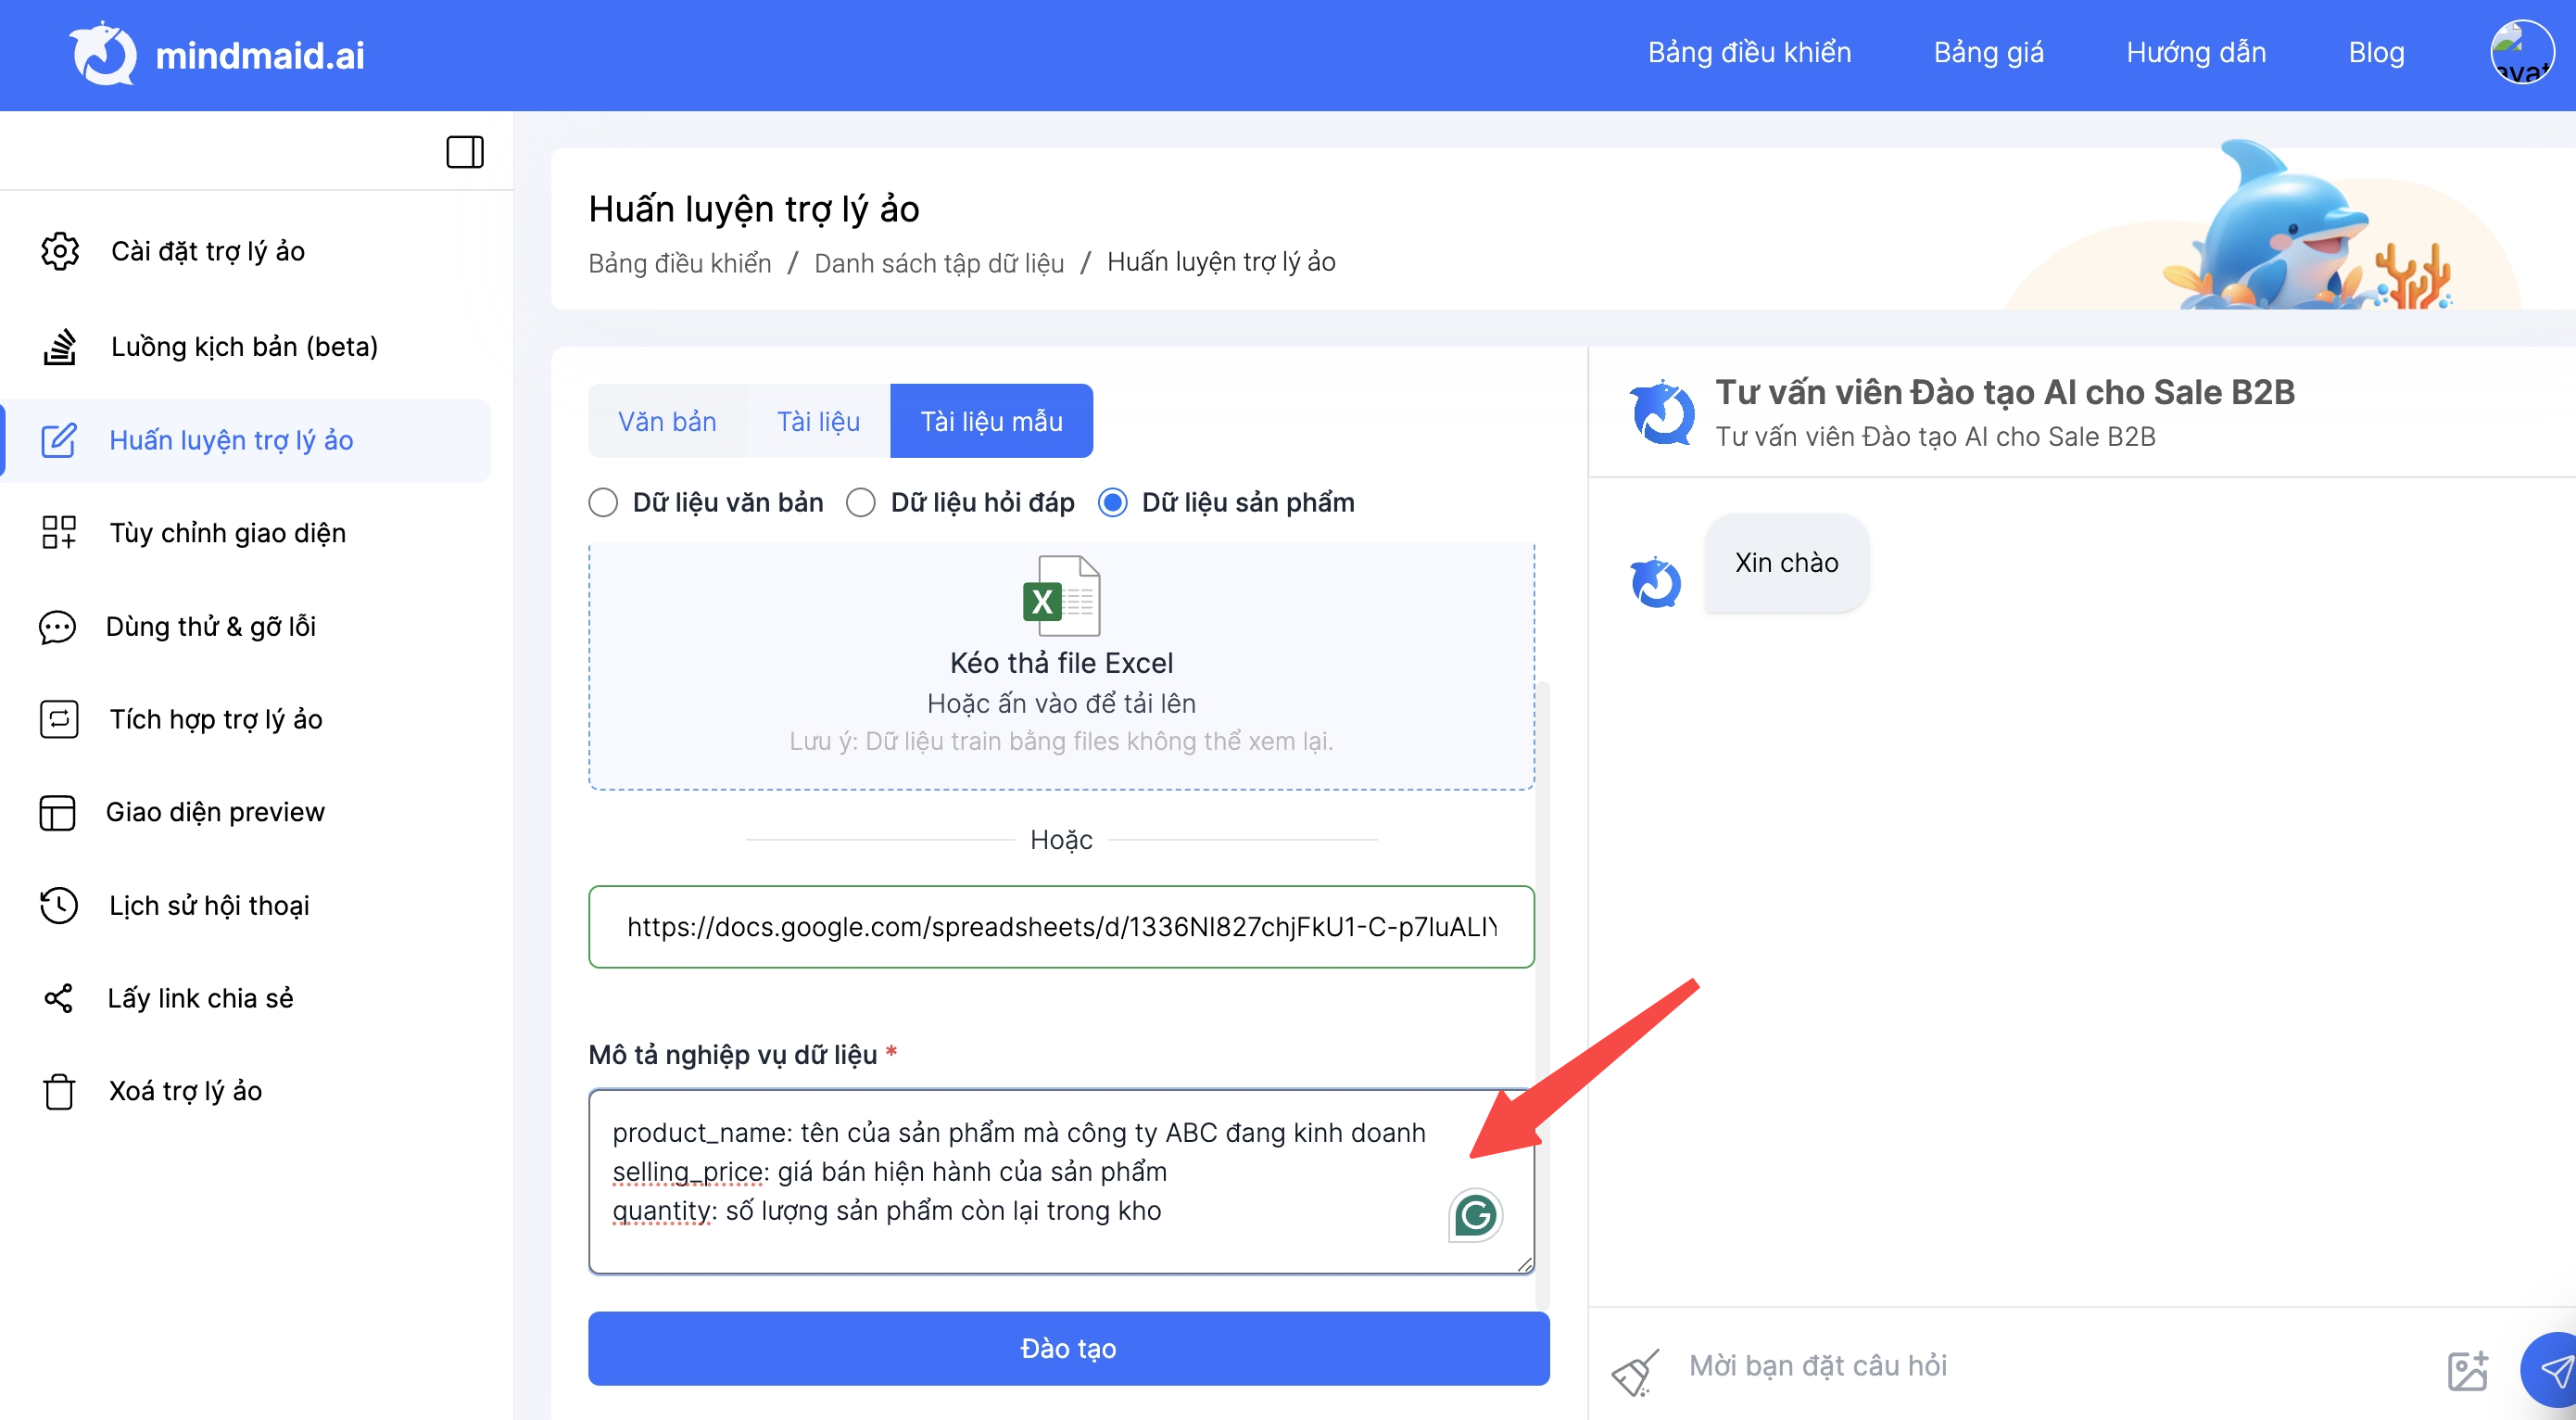 mindmaid.ai
Bảng điều khiển
Bảng giá
Hướng dẫn
Blog
Cài đặt trợ lý ảo
Luồng kịch bản (beta)
Huấn luyện trợ lý ảo
Tùy chỉnh giao diện
Dùng thử & gỡ lỗi
Tích hợp trợ lý ảo
Giao diện preview
Lịch sử hội thoại
Lấy link chia sẻ
Xoá trợ lý ảo
Huấn luyện trợ lý ảo
Bảng điều khiển / Danh sách tập dữ liệu / Huấn luyện trợ lý ảo
Văn bản
Tài liệu
Tài liệu mẫu
Dữ liệu văn bản
Dữ liệu hỏi đáp
Dữ liệu sản phẩm
X
Kéo thả file Excel
Hoặc ấn vào để tải lên
Lưu ý: Dữ liệu train bằng files không thể xem lại.
Hoặc
Mô tả nghiệp vụ dữ liệu *
product_name: tên của sản phẩm mà công ty ABC đang kinh doanh
selling_price: giá bán hiện hành của sản phẩm
quantity: số lượng sản phẩm còn lại trong kho
Đào tạo
Tư vấn viên Đào tạo AI cho Sale B2B
Tư vấn viên Đào tạo AI cho Sale B2B
Xin chào
Mời bạn đặt câu hỏi